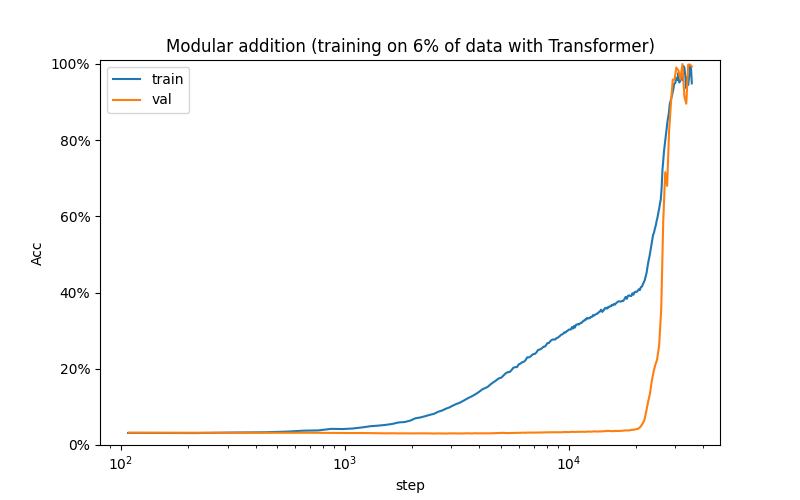 Modular addition (training on 6% of data with Transformer)
100%
80%
60%
40%
20%
0%
Acc
train
val
10²
10³
10⁴
step